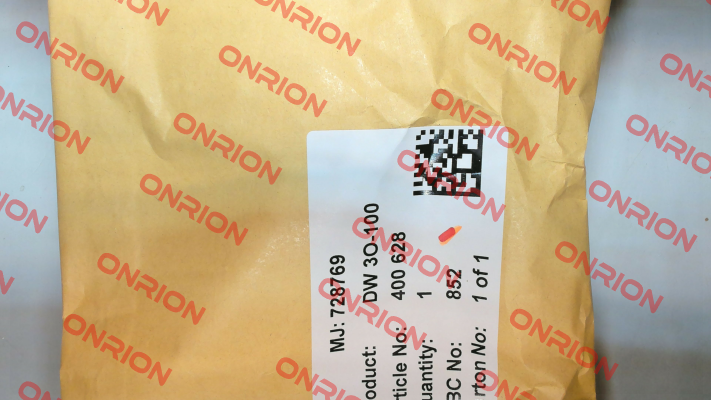 MJ: 728769
oduct: DW 3O-100
rticle No: 400 628
uantity: 1
BC No: 852
rton No: 1 of 1
ONRION